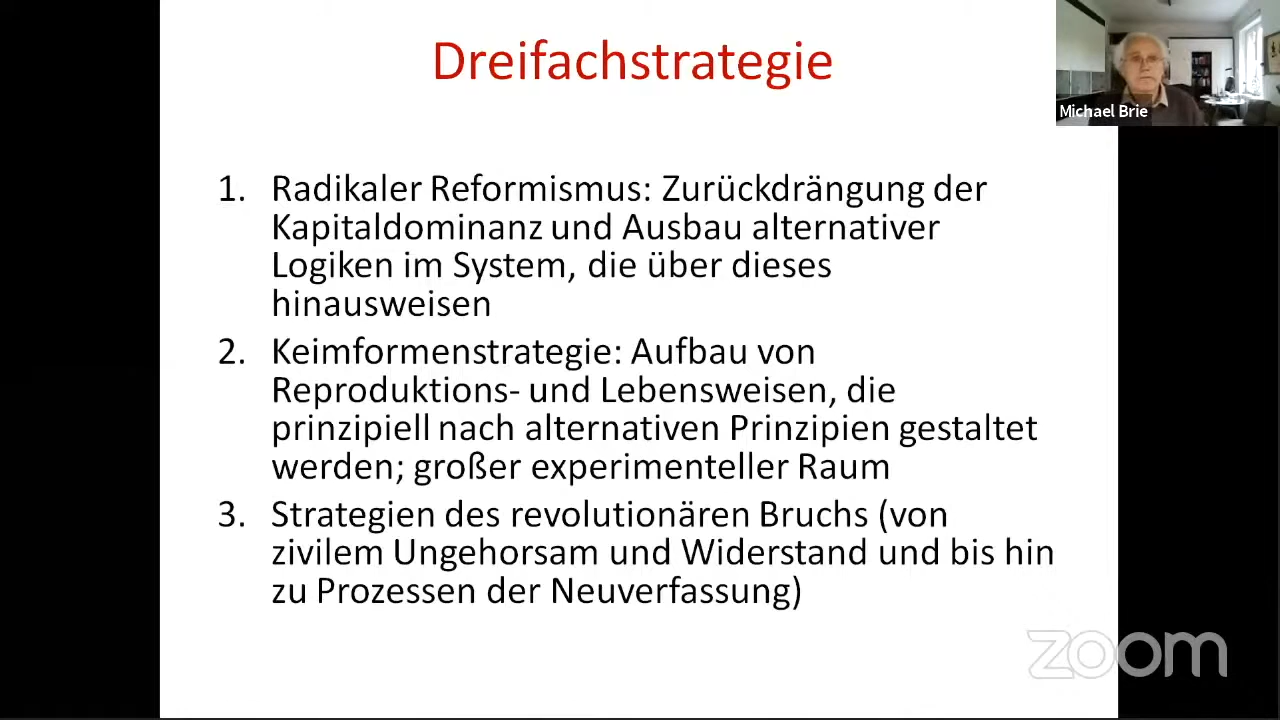 Dreifachstrategie
Michael Brie
1. Radikaler Reformismus: Zurückdrängung der
Kapitaldominanz und Ausbau alternativer
Logiken im System, die über dieses
hinausweisen
2. Keimformenstrategie: Aufbau von
Reproduktions- und Lebensweisen, die
prinzipiell nach alternativen Prinzipien gestaltet
werden; großer experimenteller Raum
3. Strategien des revolutionären Bruchs (von
zivilem Ungehorsam und Widerstand und bis hin
zu Prozessen der Neuverfassung)
zoom